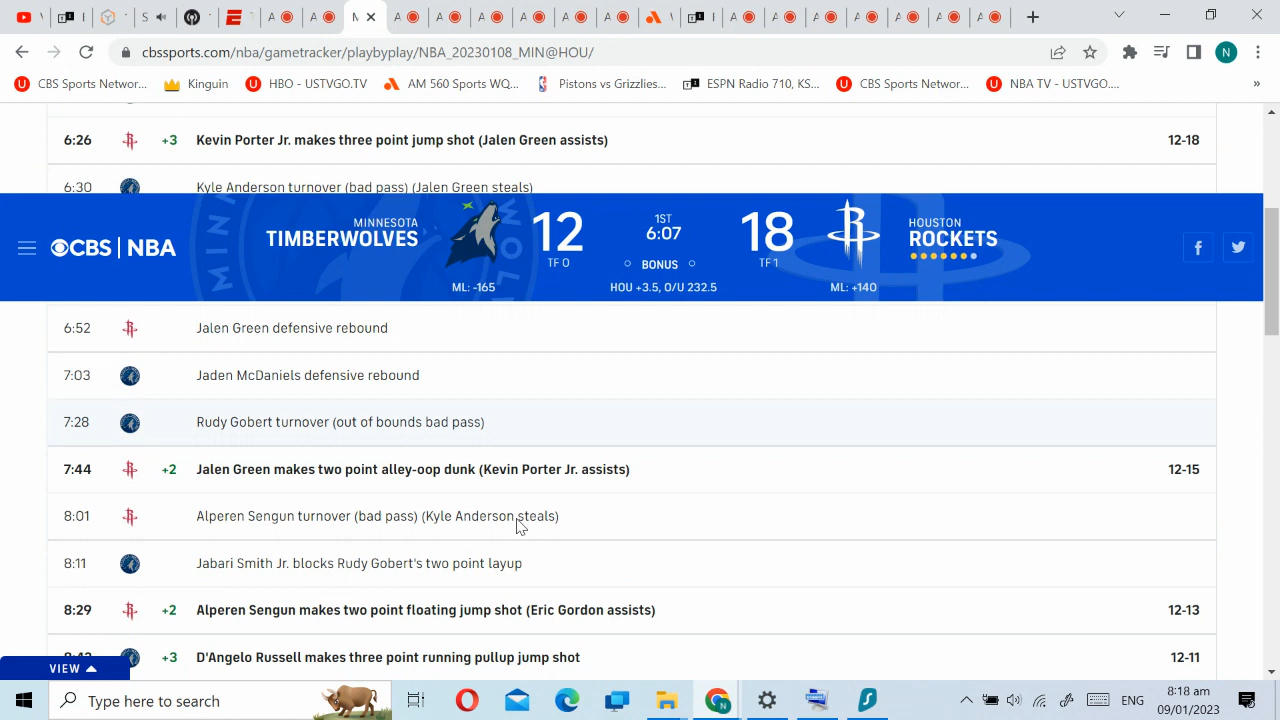 S
M
cbssports.com/nba/gametracker/playbyplay/NBA_20230108_MIN@HOU/
N
CBS Sports Networ...
Kinguin
HBO - USTVGO.TV
AM 560 Sports WQ...
Pistons vs Grizzlies...
ESPN Radio 710, KS...
CBS Sports Networ...
NBA TV - USTVGO....
»
6:26 +3 Kevin Porter Jr. makes three point jump shot (Jalen Green assists) 12-18
6:30 Kyle Anderson turnover (bad pass) (Jalen Green steals)
CBS | NBA
MINNESOTA
TIMBERWOLVES
12
TF 0
ML: -165
1ST
6:07
BONUS
HOU +3.5, O/U 232.5
18
TF 1
ML: +140
HOUSTON
ROCKETS
6:52 Jalen Green defensive rebound
7:03 Jaden McDaniels defensive rebound
7:28 Rudy Gobert turnover (out of bounds bad pass)
7:44 +2 Jalen Green makes two point alley-oop dunk (Kevin Porter Jr. assists) 12-15
8:01 Alperen Sengun turnover (bad pass) (Kyle Anderson steals)
8:11 Jabari Smith Jr. blocks Rudy Gobert's two point layup
8:29 +2 Alperen Sengun makes two point floating jump shot (Eric Gordon assists) 12-13
+3 D'Angelo Russell makes three point running pullup jump shot 12-11
VIEW
Type here to search
ENG
8:18 am
09/01/2023